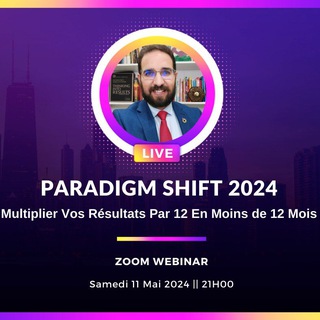 LIVE
PARADIGM SHIFT 2024
Multiplier Vos Résultats Par 12 En Moins de 12 Mois
ZOOM WEBINAR
Samedi 11 Mai 2024 || 21H00